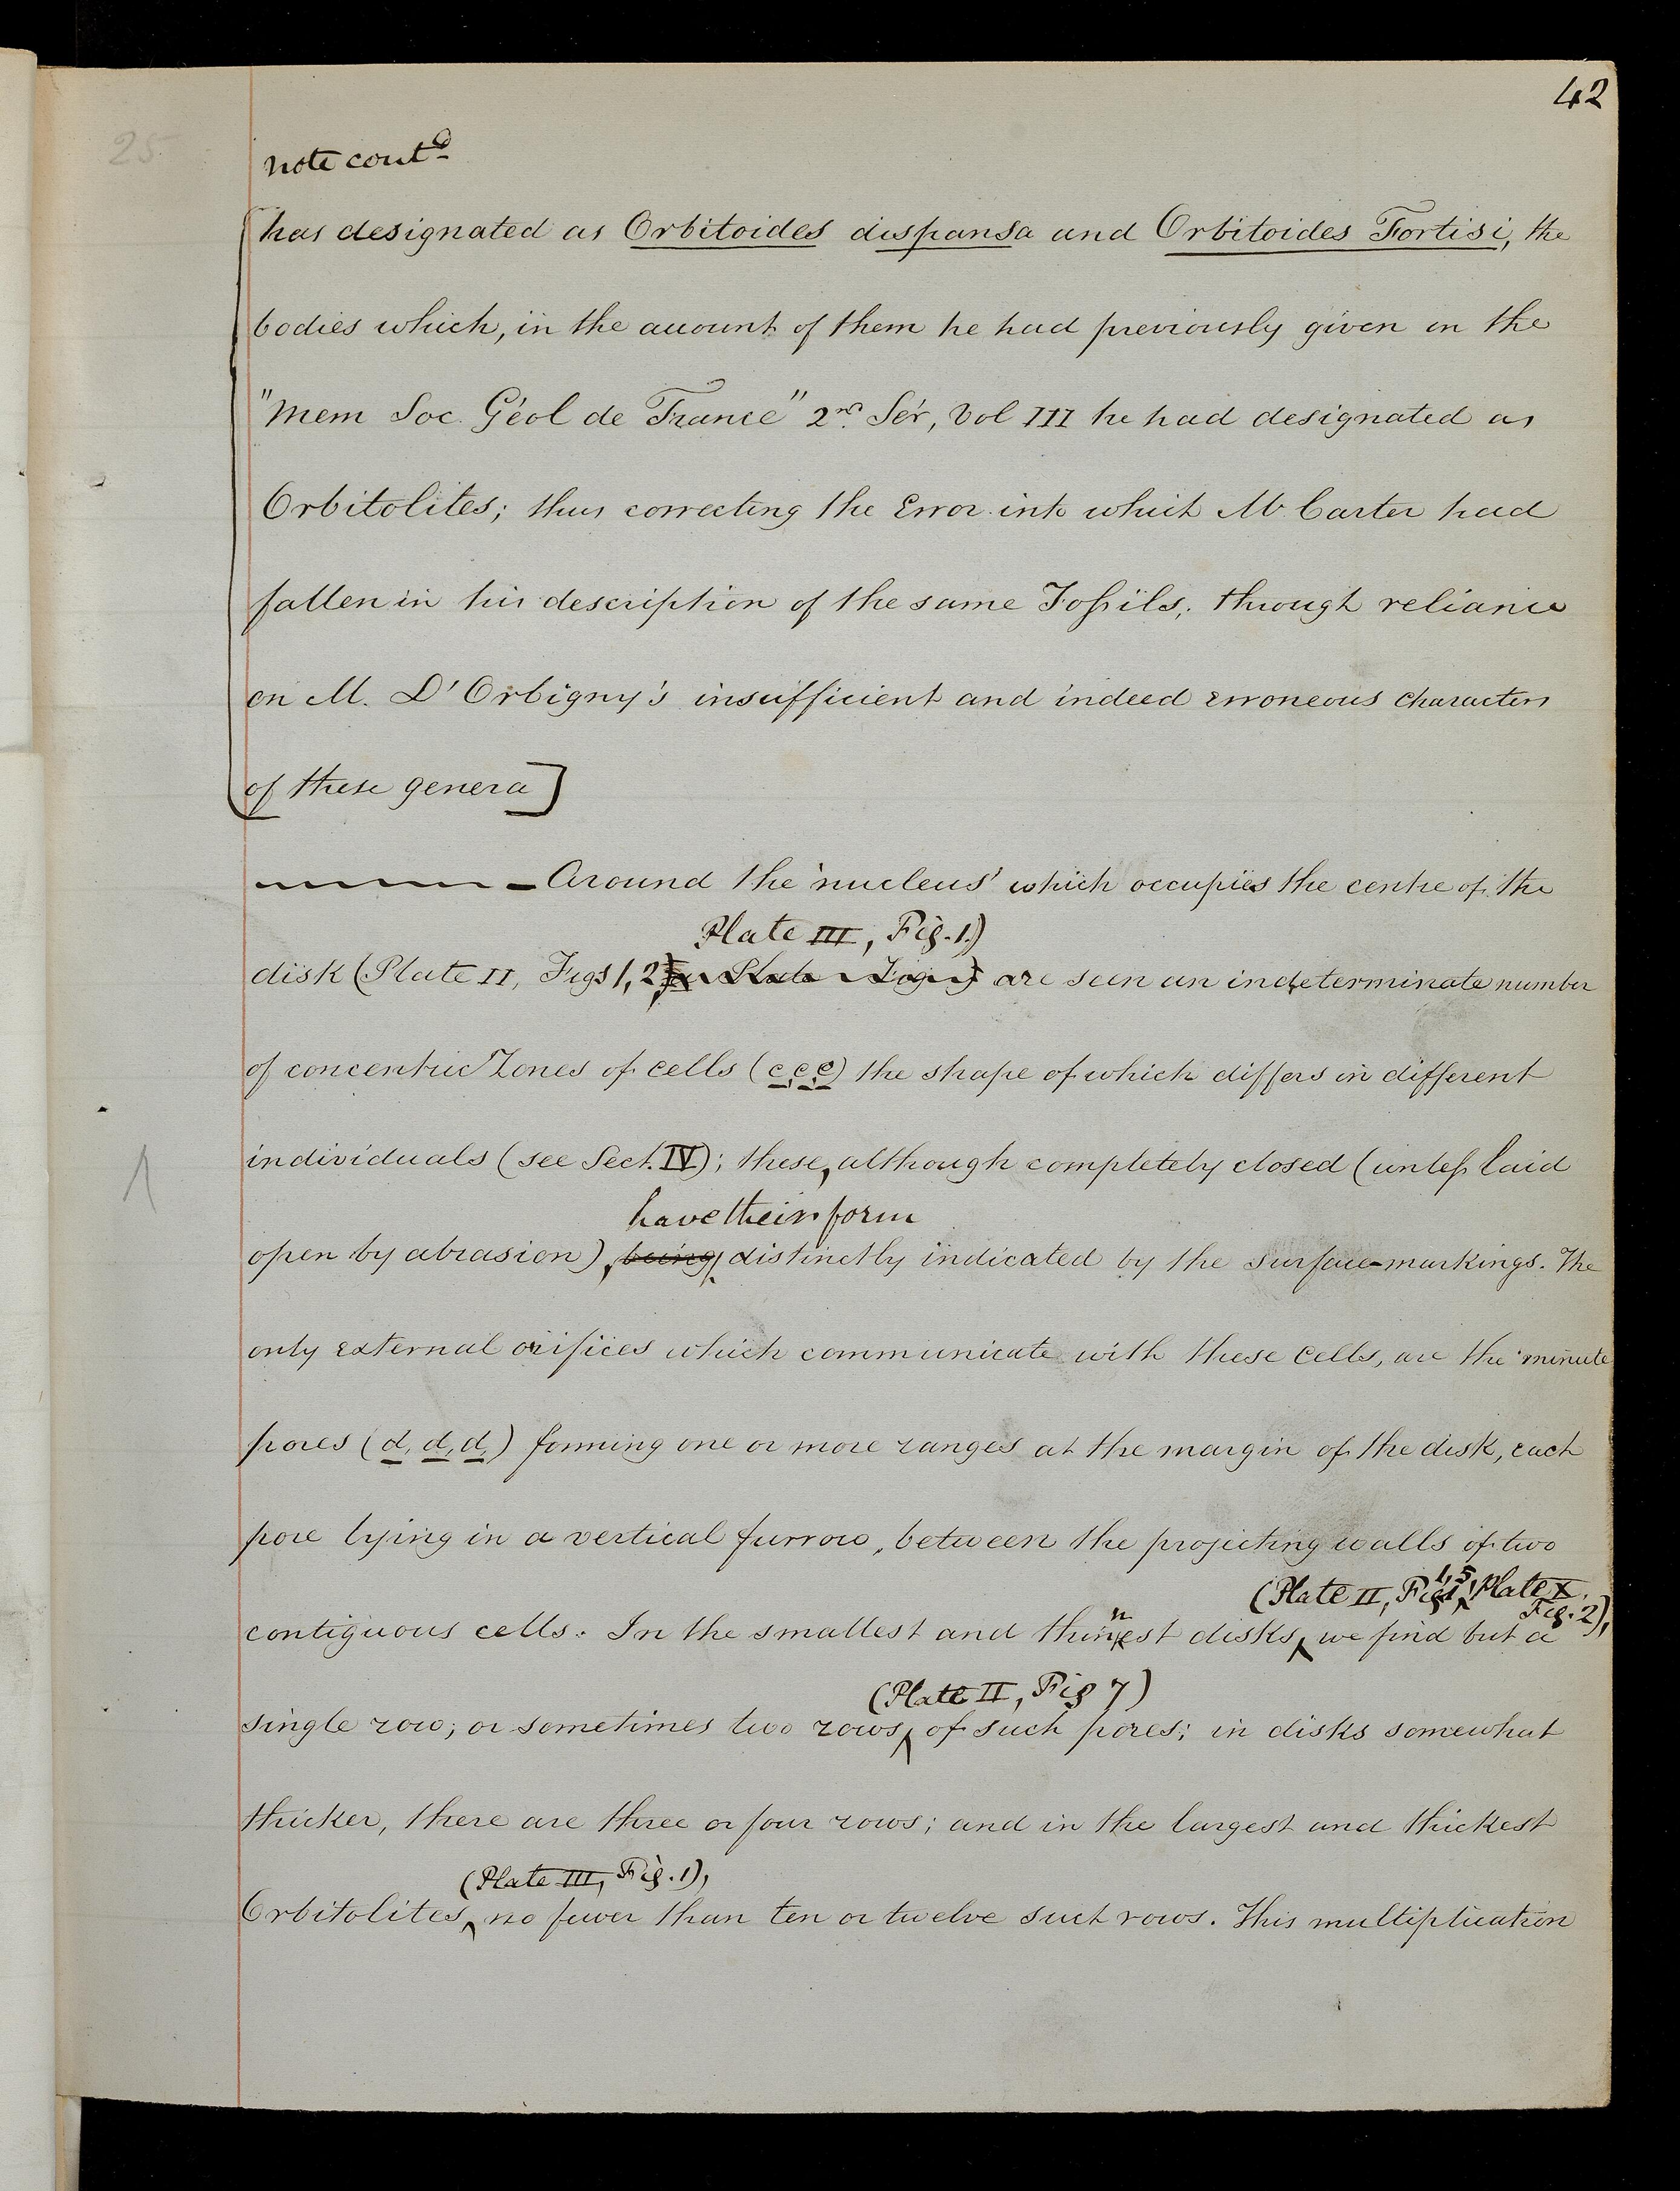 42
25
note cont.d
[has designated as Orbitoides dispansa and Orbitoides Fortisi, the
bodies which, in the account of them he had previously given in the
"Mem Soc. Géol de France" 2nd Sér, Vol III he had designated as
Orbitolites; thus correcting the Error into which Mr Carter had
fallen in his description of the same Fossils, through reliance
on M. D'Orbigny's insufficient and indeed erroneous characters
of these genera]
Around the 'nucleus' which occupies the centre of the
Plate III, Fig. 1.)
disk (Plate II, Figs 1, 2, are seen an indeterminate number
of concentric Zones of cells (c, c, c) the shape of which differs in different
individuals (see Sect. IV); these, although completely closed (unless laid
have their form
open by abrasion), being distinctly indicated by the surface-markings. The
only external orifices which communicate with these cells, are the minute
pores (d, d, d,) forming one or more ranges at the margin of the disk, each
pore lying in a vertical furrow, between the projecting walls of two
(Plate II, Fig 1, 5, Plate X, Fig. 2),
contiguous cells. In the smallest and thinnest disks, we find but a
(Plate II, Fig 7)
single row; or sometimes two rows, of such pores; in disks somewhat
thicker, there are three or four rows; and in the largest and thickest
(Plate III, Fig. 1),
Orbitolites, no fewer than ten or twelve such rows. This multiplication